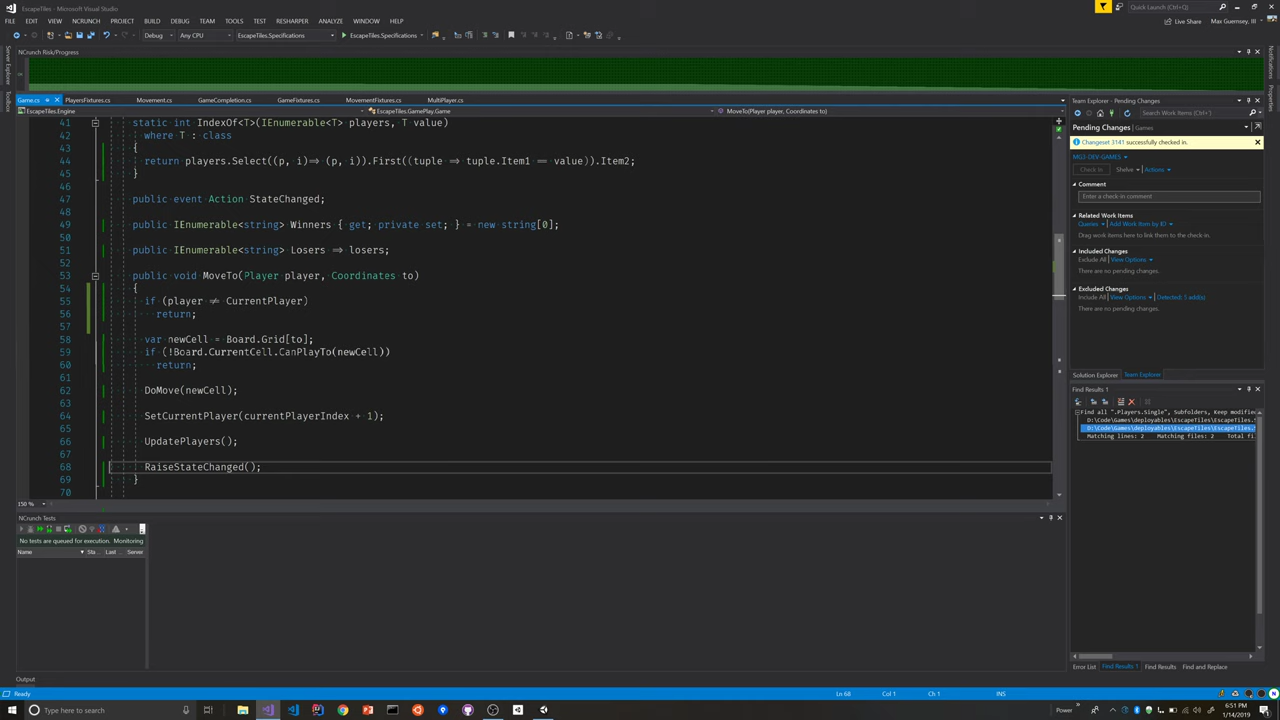 EscapeTiles - Microsoft Visual Studio
Quick Launch (Ctrl+Q)
FILE EDIT VIEW NCRUNCH PROJECT BUILD DEBUG TEAM TOOLS TEST RESHARPER ANALYZE WINDOW HELP
Live Share
Max Guernsey, III
Debug Any CPU EscapeTiles.Specifications EscapeTiles.Specifications
NCrunch Risk/Progress
Server Explorer
Toolbox
Notifications
Properties
Game.cs PlayersFixtures.cs Movement.cs GameCompletion.cs GameFixtures.cs MovementFixtures.cs MultiPlayer.cs
EscapeTiles.Engine EscapeTiles.GamePlay.Game MoveTo(Player player, Coordinates to)
41 static int IndexOf<T>(IEnumerable<T> players, T value)
42 where T : class
43 {
44 return players.Select((p, i)⇒ (p, i)).First((tuple ⇒ tuple.Item1 == value)).Item2;
45 }
46
47 public event Action StateChanged;
48
49 public IEnumerable<string> Winners { get; private set; } = new string[0];
50
51 public IEnumerable<string> Losers ⇒ losers;
52
53 public void MoveTo(Player player, Coordinates to)
54 {
55 if (player ≠ CurrentPlayer)
56 return;
57
58 var newCell = Board.Grid[to];
59 if (!Board.CurrentCell.CanPlayTo(newCell))
60 return;
61
62 DoMove(newCell);
63
64 SetCurrentPlayer(currentPlayerIndex + 1);
65
66 UpdatePlayers();
67
68 RaiseStateChanged();
69 }
70
150 %
NCrunch Tests
No tests are queued for execution. Monitoring
Name Sta... Last... Server
Output
Team Explorer - Pending Changes
Search Work Items (Ctrl+')
Pending Changes | Games
Changeset 3141 successfully checked in.
MG3-DEV-GAMES
Check In Shelve Actions
Comment
Enter a check-in comment
Related Work Items
Queries Add Work Item by ID
Drag work items here to link them to the check-in.
Included Changes
Exclude All | View Options
There are no pending changes.
Excluded Changes
Include All | View Options | Detected: 1 add(s)
There are no pending changes.
Solution Explorer Team Explorer
Find Results 1
Find all ".Players.Single", Subfolders, Keep modifie
D:\Code\Games\deployables\EscapeTiles\EscapeTiles.
D:\Code\Games\deployables\EscapeTiles\EscapeTiles.
Matching lines: 2 Matching files: 2 Total fi
Error List Find Results 1 Find Results Find and Replace
Ready Ln 68 Col 1 Ch 1 INS
Type here to search
Power
6:51 PM
1/14/2019